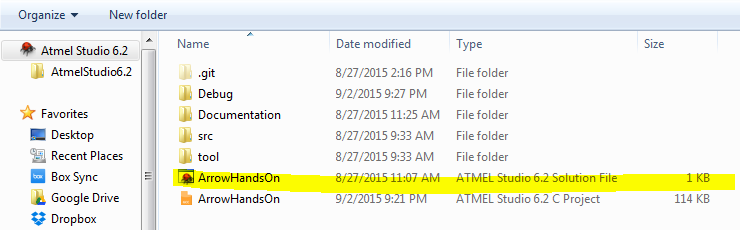 Organize New folder
Atmel Studio 6.2
AtmelStudio6.2
Favorites
Desktop
Recent Places
Box Sync
Google Drive
Dropbox
Name Date modified Type Size
.git 8/27/2015 2:16 PM File folder
Debug 9/2/2015 9:27 PM File folder
Documentation 8/27/2015 11:25 AM File folder
src 8/27/2015 9:33 AM File folder
tool 8/27/2015 9:33 AM File folder
ArrowHandsOn 8/27/2015 11:07 AM ATMEL Studio 6.2 Solution File 1 KB
ArrowHandsOn 9/2/2015 9:21 PM ATMEL Studio 6.2 C Project 114 KB